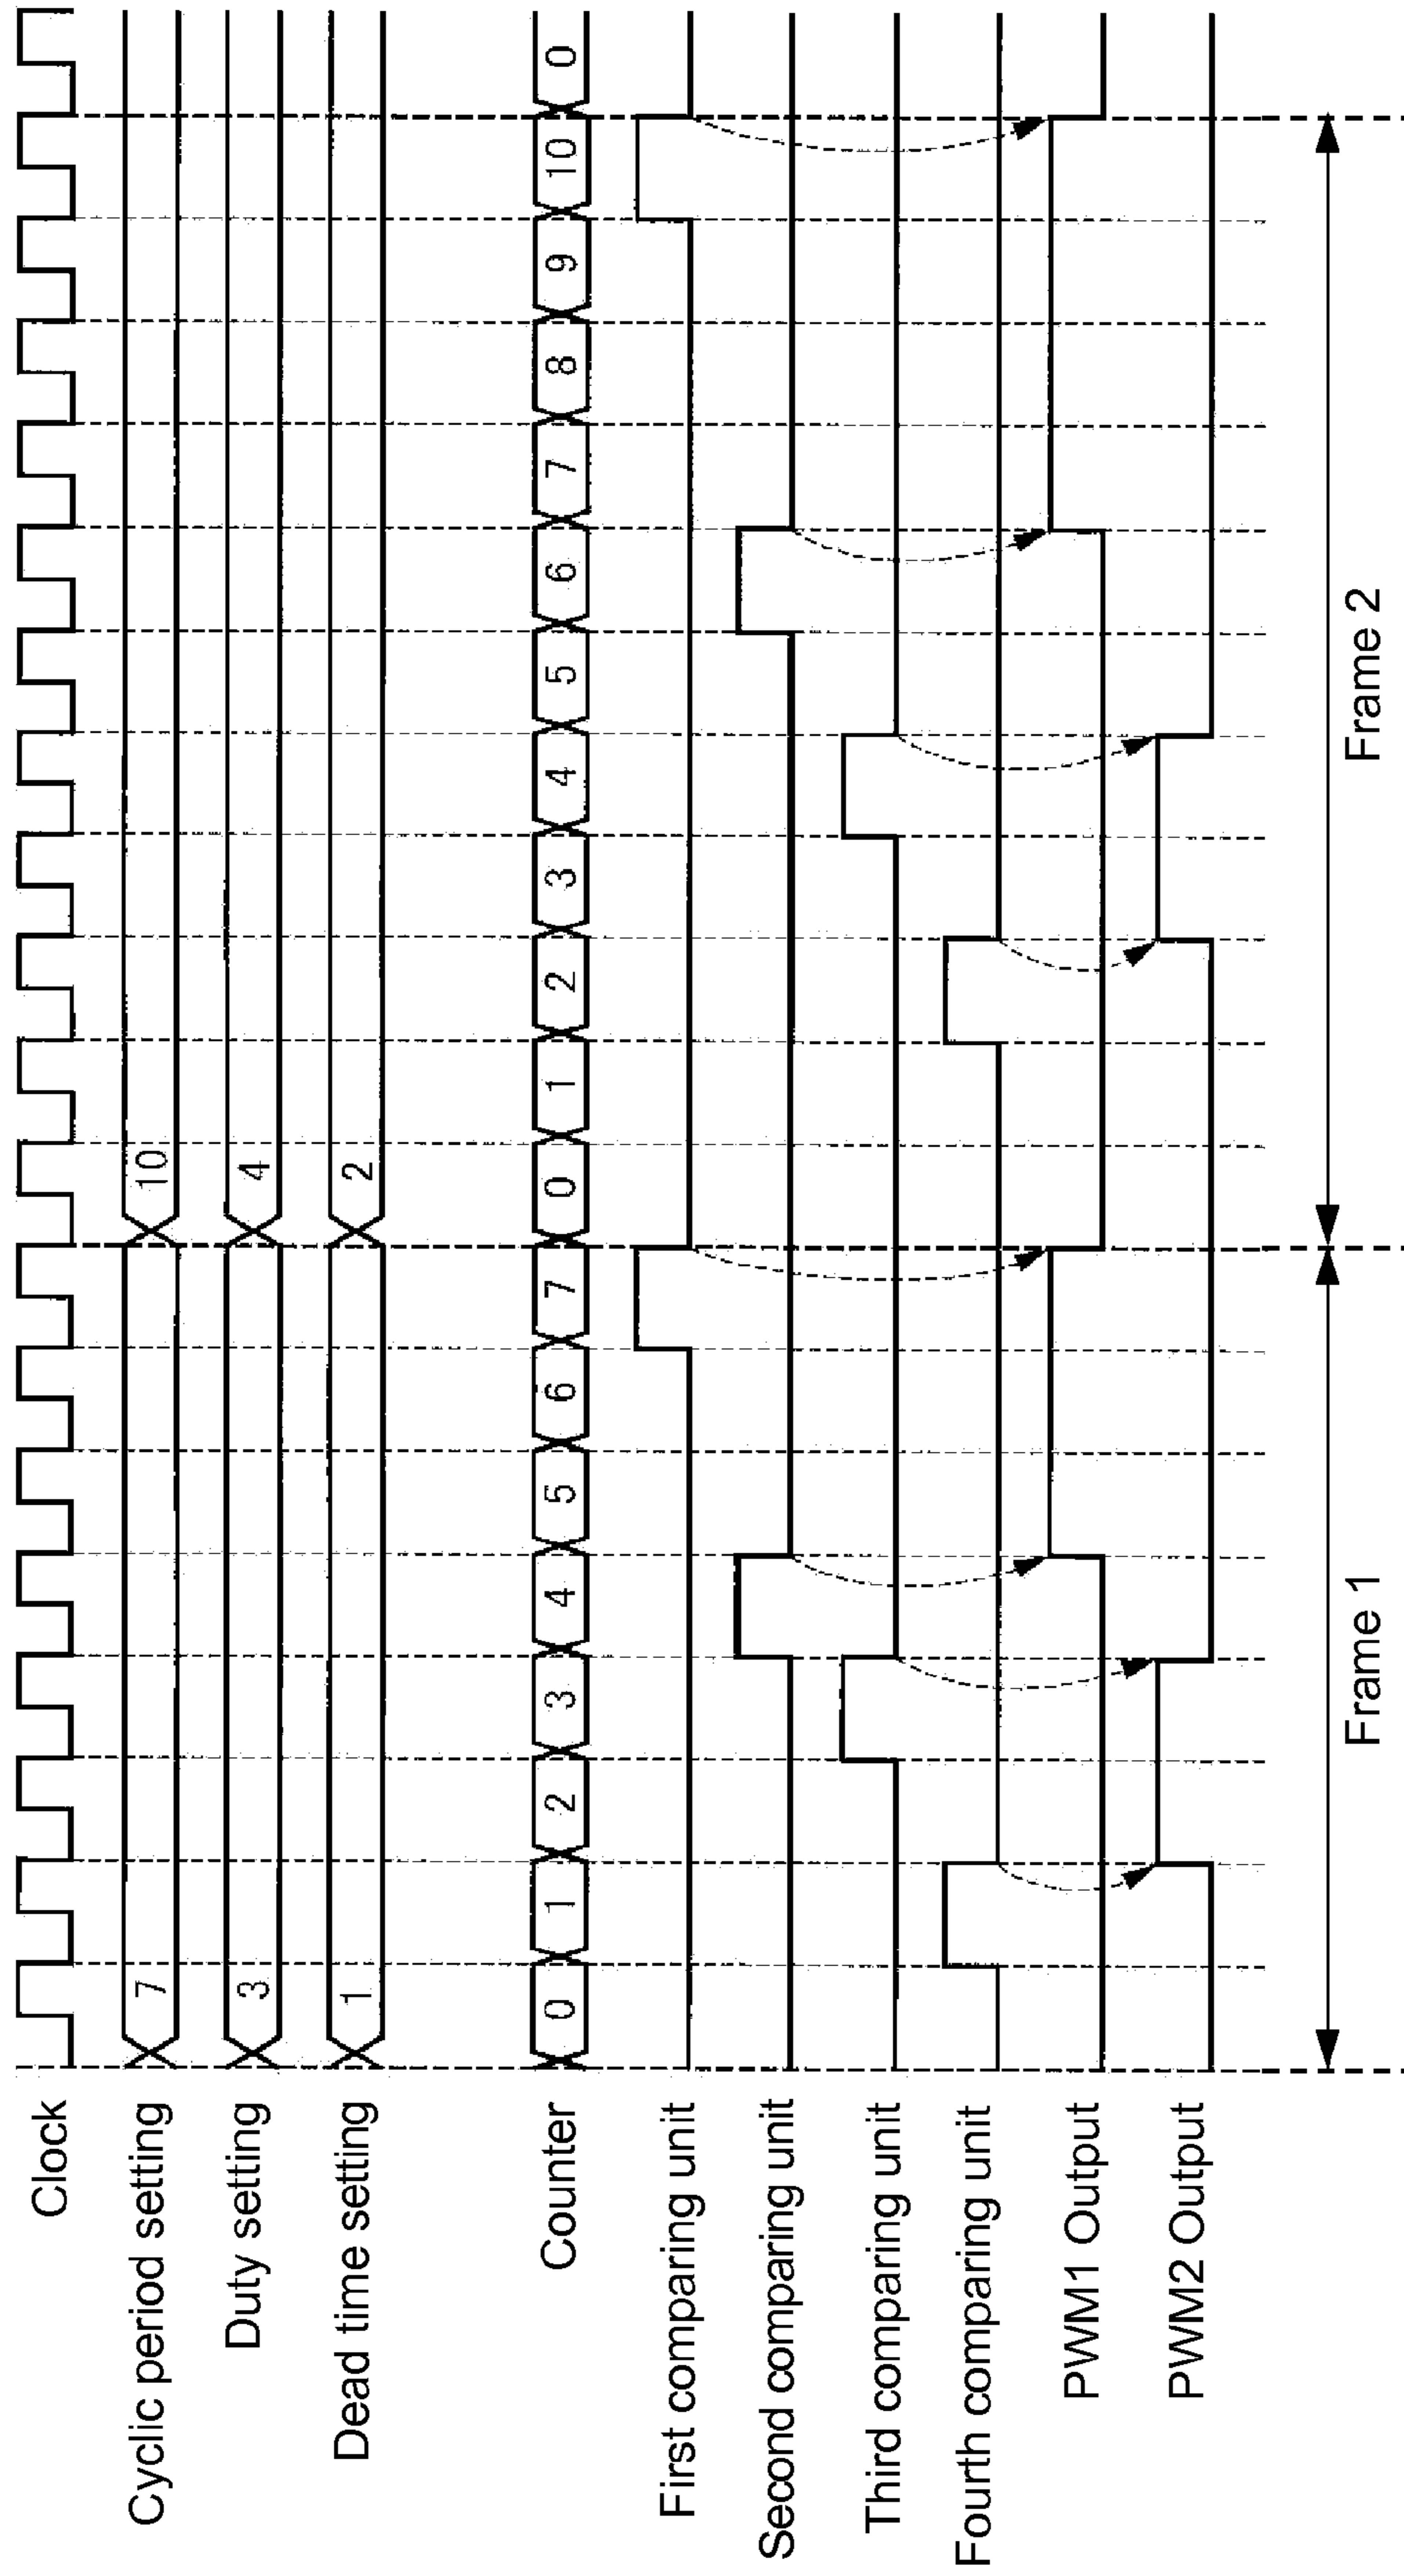 Clock
Cyclic period setting 7 10
Duty setting 3 4
Dead time setting 1 2
Counter 0 1 2 3 4 5 6 7 0 1 2 3 4 5 6 7 8 9 10 0
First comparing unit
Second comparing unit
Third comparing unit
Fourth comparing unit
PWM1 Output
PWM2 Output
Frame 1 Frame 2